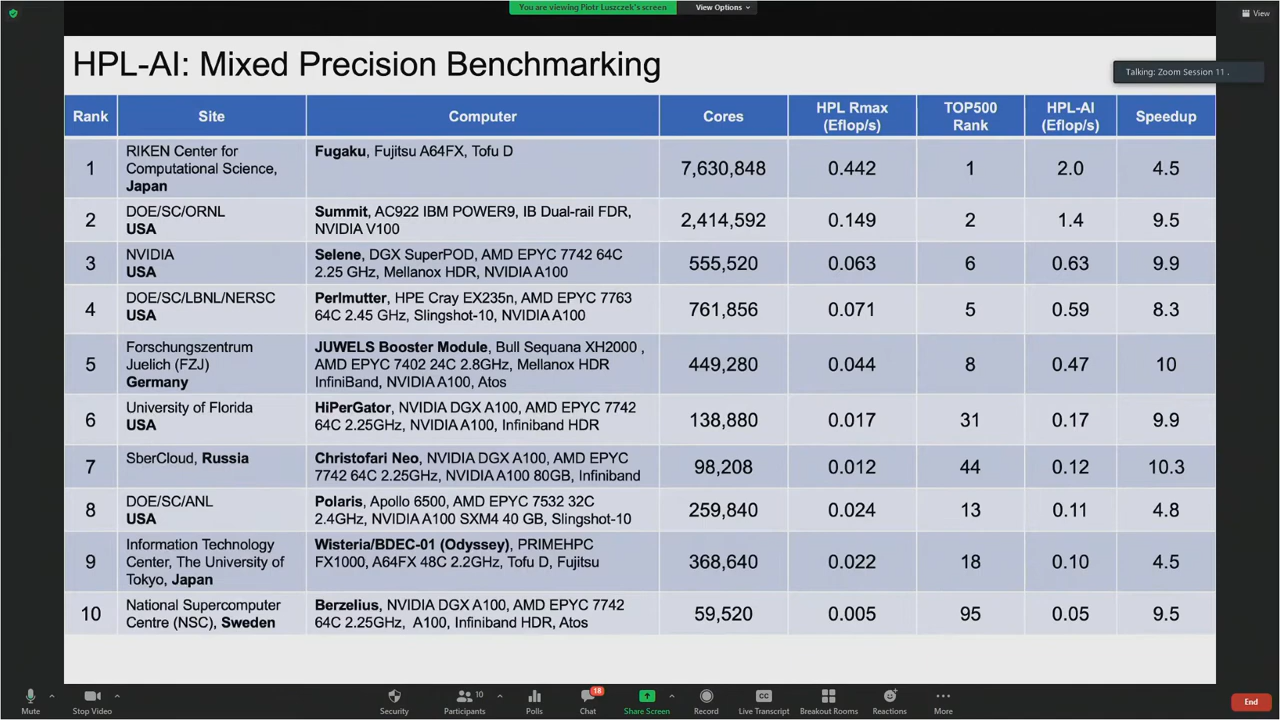 You are viewing Piotr Luszczek's screen
View Options
View
HPL-AI: Mixed Precision Benchmarking
Talking: Zoom Session 11 .
Rank Site Computer Cores HPL Rmax (Eflop/s) TOP500 Rank HPL-AI (Eflop/s) Speedup
1 RIKEN Center for Computational Science, Japan Fugaku, Fujitsu A64FX, Tofu D 7,630,848 0.442 1 2.0 4.5
2 DOE/SC/ORNL USA Summit, AC922 IBM POWER9, IB Dual-rail FDR, NVIDIA V100 2,414,592 0.149 2 1.4 9.5
3 NVIDIA USA Selene, DGX SuperPOD, AMD EPYC 7742 64C 2.25 GHz, Mellanox HDR, NVIDIA A100 555,520 0.063 6 0.63 9.9
4 DOE/SC/LBNL/NERSC USA Perlmutter, HPE Cray EX235n, AMD EPYC 7763 64C 2.45 GHz, Slingshot-10, NVIDIA A100 761,856 0.071 5 0.59 8.3
5 Forschungszentrum Juelich (FZJ) Germany JUWELS Booster Module, Bull Sequana XH2000 , AMD EPYC 7402 24C 2.8GHz, Mellanox HDR InfiniBand, NVIDIA A100, Atos 449,280 0.044 8 0.47 10
6 University of Florida USA HiPerGator, NVIDIA DGX A100, AMD EPYC 7742 64C 2.25GHz, NVIDIA A100, Infiniband HDR 138,880 0.017 31 0.17 9.9
7 SberCloud, Russia Christofari Neo, NVIDIA DGX A100, AMD EPYC 7742 64C 2.25GHz, NVIDIA A100 80GB, Infiniband 98,208 0.012 44 0.12 10.3
8 DOE/SC/ANL USA Polaris, Apollo 6500, AMD EPYC 7532 32C 2.4GHz, NVIDIA A100 SXM4 40 GB, Slingshot-10 259,840 0.024 13 0.11 4.8
9 Information Technology Center, The University of Tokyo, Japan Wisteria/BDEC-01 (Odyssey), PRIMEHPC FX1000, A64FX 48C 2.2GHz, Tofu D, Fujitsu 368,640 0.022 18 0.10 4.5
10 National Supercomputer Centre (NSC), Sweden Berzelius, NVIDIA DGX A100, AMD EPYC 7742 64C 2.25GHz, A100, Infiniband HDR, Atos 59,520 0.005 95 0.05 9.5
10
18
CC
Mute
Stop Video
Security
Participants
Polls
Chat
Share Screen
Record
Live Transcript
Breakout Rooms
Reactions
More
End